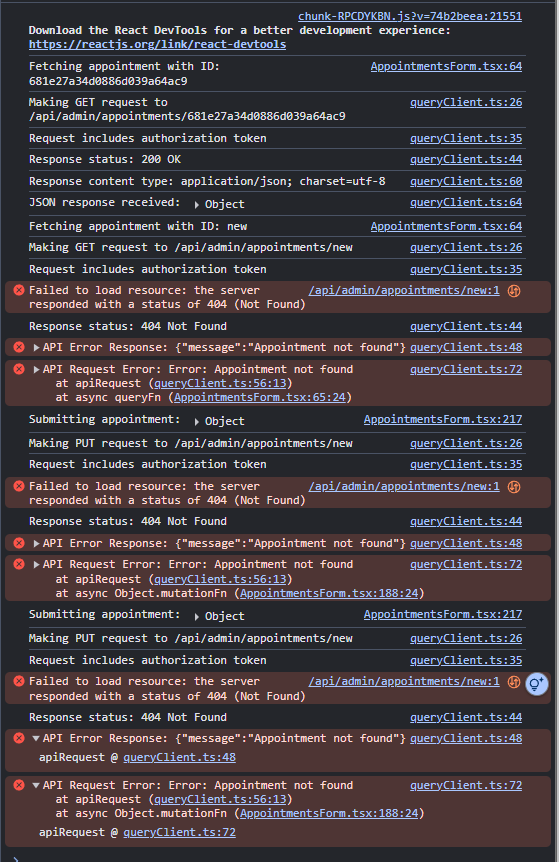 chunk-RPCDYKBN.js?v=74b2beea:21551
Download the React DevTools for a better development experience:
https://reactjs.org/link/react-devtools
Fetching appointment with ID: AppointmentsForm.tsx:64
681e27a34d0886d039a64ac9
Making GET request to queryClient.ts:26
/api/admin/appointments/681e27a34d0886d039a64ac9
Request includes authorization token queryClient.ts:35
Response status: 200 OK queryClient.ts:44
Response content type: application/json; charset=utf-8 queryClient.ts:60
JSON response received: Object queryClient.ts:64
Fetching appointment with ID: new AppointmentsForm.tsx:64
Making GET request to /api/admin/appointments/new queryClient.ts:26
Request includes authorization token queryClient.ts:35
Failed to load resource: the server /api/admin/appointments/new:1
responded with a status of 404 (Not Found)
Response status: 404 Not Found queryClient.ts:44
API Error Response: {"message":"Appointment not found"} queryClient.ts:48
API Request Error: Error: Appointment not found queryClient.ts:72
at apiRequest (queryClient.ts:56:13)
at async queryFn (AppointmentsForm.tsx:65:24)
Submitting appointment: Object AppointmentsForm.tsx:217
Making PUT request to /api/admin/appointments/new queryClient.ts:26
Request includes authorization token queryClient.ts:35
Failed to load resource: the server /api/admin/appointments/new:1
responded with a status of 404 (Not Found)
Response status: 404 Not Found queryClient.ts:44
API Error Response: {"message":"Appointment not found"} queryClient.ts:48
API Request Error: Error: Appointment not found queryClient.ts:72
at apiRequest (queryClient.ts:56:13)
at async Object.mutationFn (AppointmentsForm.tsx:188:24)
Submitting appointment: Object AppointmentsForm.tsx:217
Making PUT request to /api/admin/appointments/new queryClient.ts:26
Request includes authorization token queryClient.ts:35
Failed to load resource: the server /api/admin/appointments/new:1
responded with a status of 404 (Not Found)
Response status: 404 Not Found queryClient.ts:44
API Error Response: {"message":"Appointment not found"} queryClient.ts:48
apiRequest @ queryClient.ts:48
API Request Error: Error: Appointment not found queryClient.ts:72
at apiRequest (queryClient.ts:56:13)
at async Object.mutationFn (AppointmentsForm.tsx:188:24)
apiRequest @ queryClient.ts:72